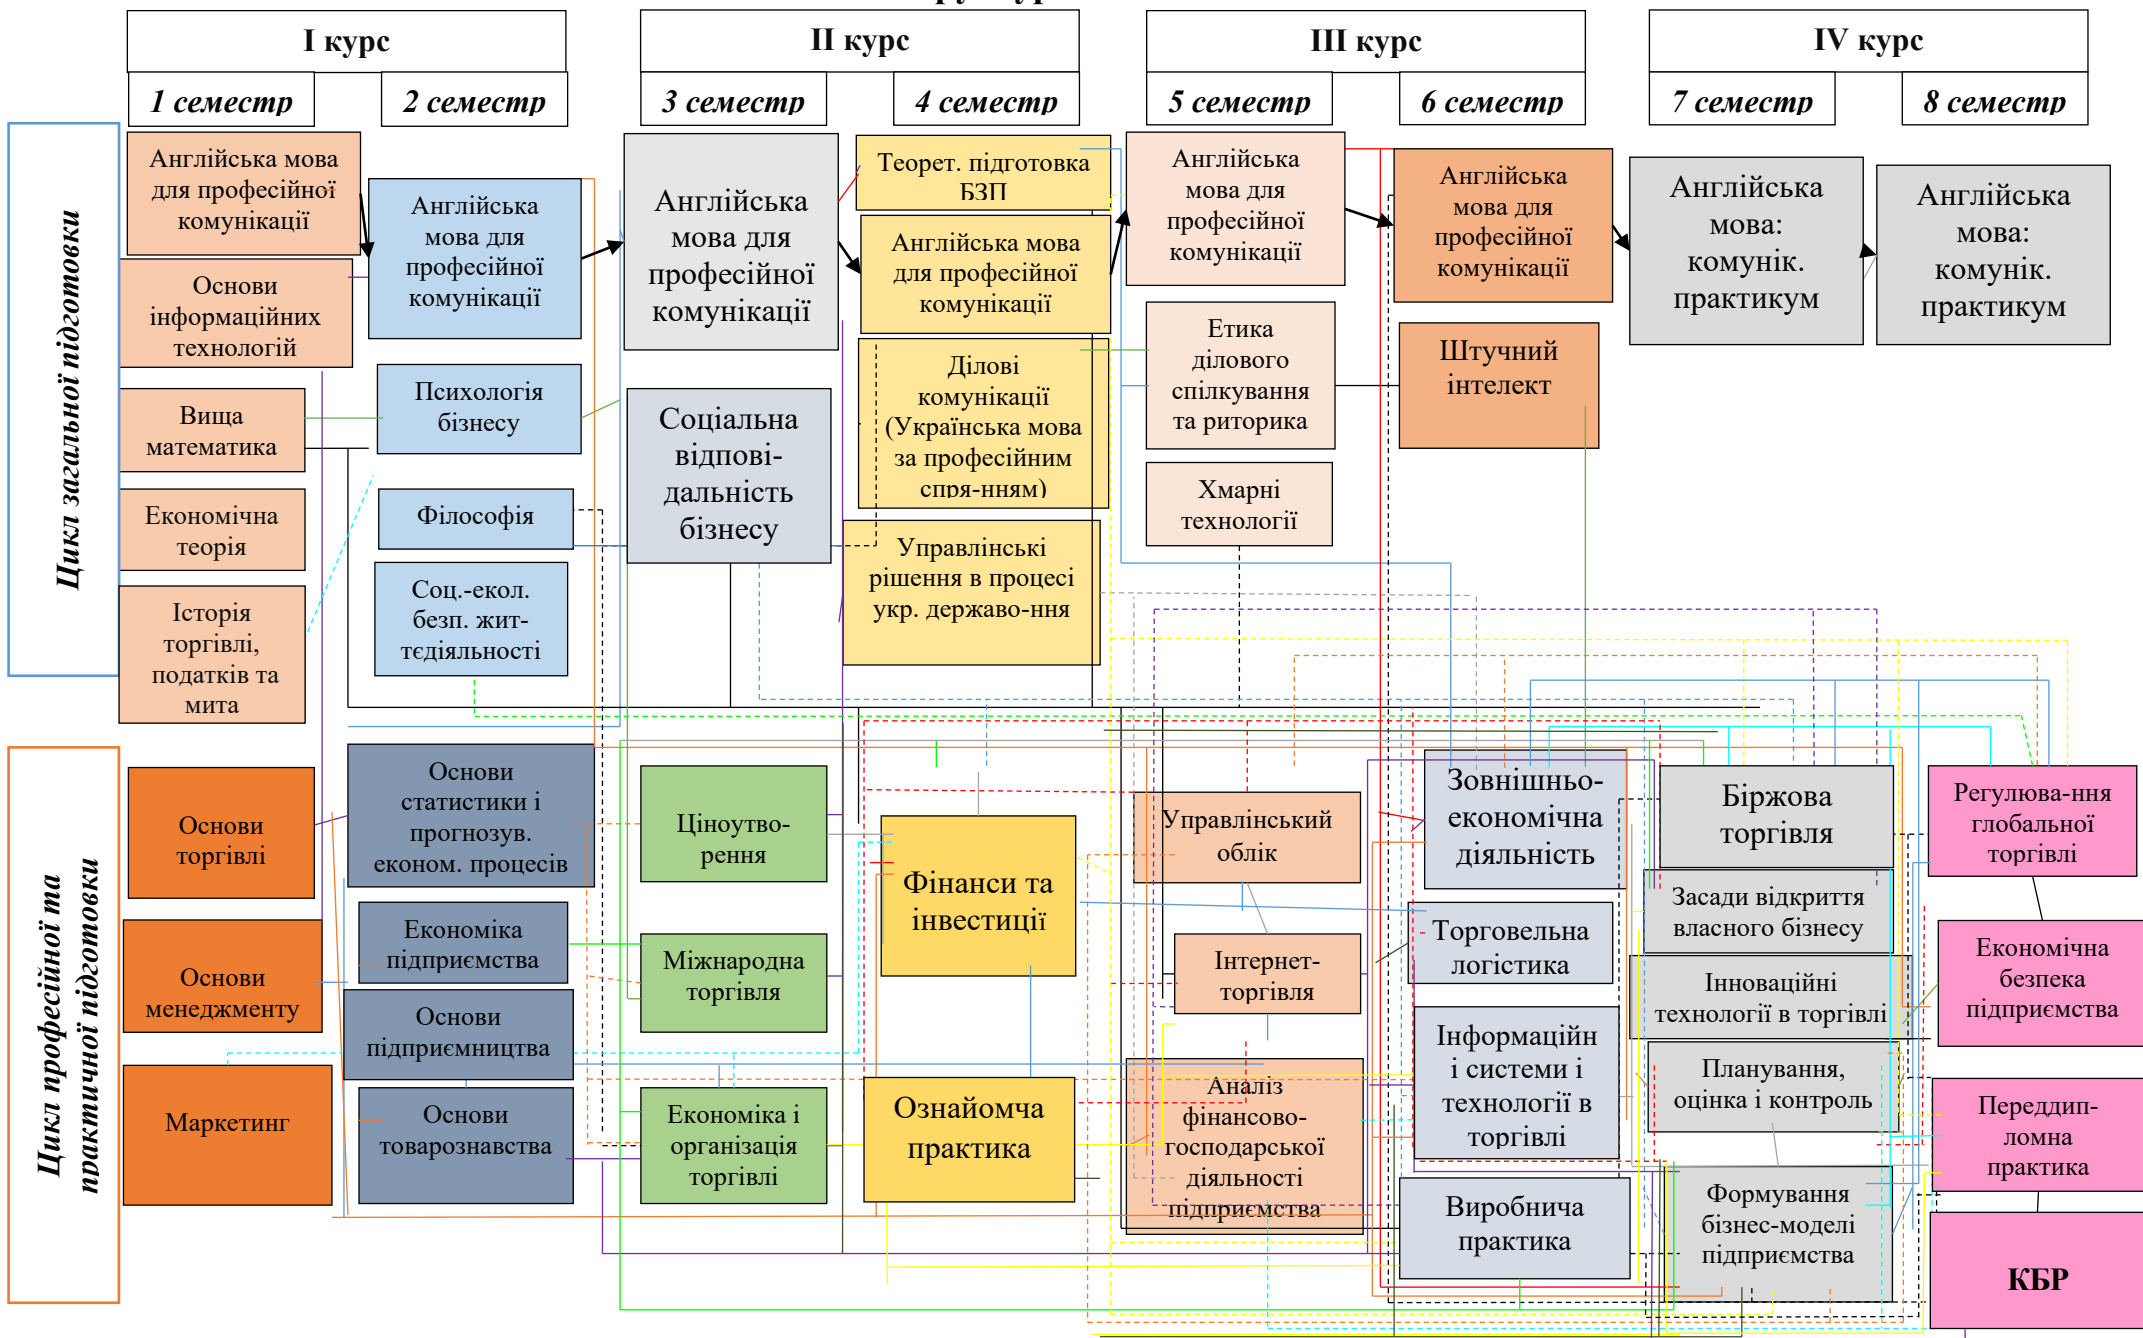 I курс
II курс
III курс
IV курс
1 семестр
2 семестр
3 семестр
4 семестр
5 семестр
6 семестр
7 семестр
8 семестр
Цикл загальної підготовки
Англійська мова
для професійної
комунікації
Основи
інформаційних
технологій
Вища
математика
Економічна
теорія
Історія
торгівлі,
податків та
мита
Англійська
мова для
професійної
комунікації
Психологія
бізнесу
Філософія
Соц.-екол.
безп. жит-
тєдіяльності
Англійська
мова для
професійної
комунікації
Соціальна
відпові-
дальність
бізнесу
Теорет. підготовка
БЗП
Англійська мова
для професійної
комунікації
Ділові
комунікації
(Українська мова
за професійним
спря-нням)
Управлінські
рішення в процесі
укр. державо-ння
Англійська
мова для
професійної
комунікації
Етика
ділового
спілкування
та риторика
Хмарні
технології
Англійська
мова для
професійної
комунікації
Штучний
інтелект
Англійська
мова:
комунік.
практикум
Англійська
мова:
комунік.
практикум
Цикл професійної та
практичної підготовки
Основи
торгівлі
Основи
менеджменту
Маркетинг
Основи
статистики і
прогнозув.
економ. процесів
Економіка
підприємства
Основи
підприємництва
Основи
товарознавства
Ціноутво-
рення
Міжнародна
торгівля
Економіка і
організація
торгівлі
Фінанси та
інвестиції
Ознайомча
практика
Управлінський
облік
Інтернет-
торгівля
Аналіз
фінансово-
господарської
діяльності
підприємства
Зовнішньо-
економічна
діяльність
Торговельна
логістика
Інформаційн
і системи і
технології в
торгівлі
Виробнича
практика
Біржова
торгівля
Засади відкриття
власного бізнесу
Інноваційні
технології в торгівлі
Планування,
оцінка і контроль
Формування
бізнес-моделі
підприємства
Регулюва-ння
глобальної
торгівлі
Економічна
безпека
підприємства
Переддип-
ломна
практика
КБР